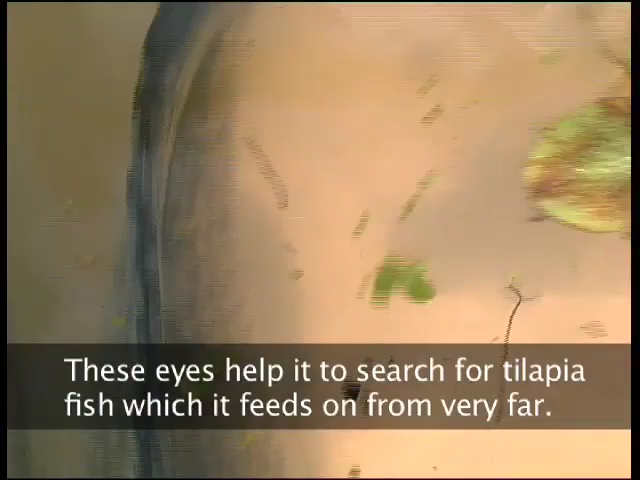 These eyes help it to search for tilapia
fish which it feeds on from very far.